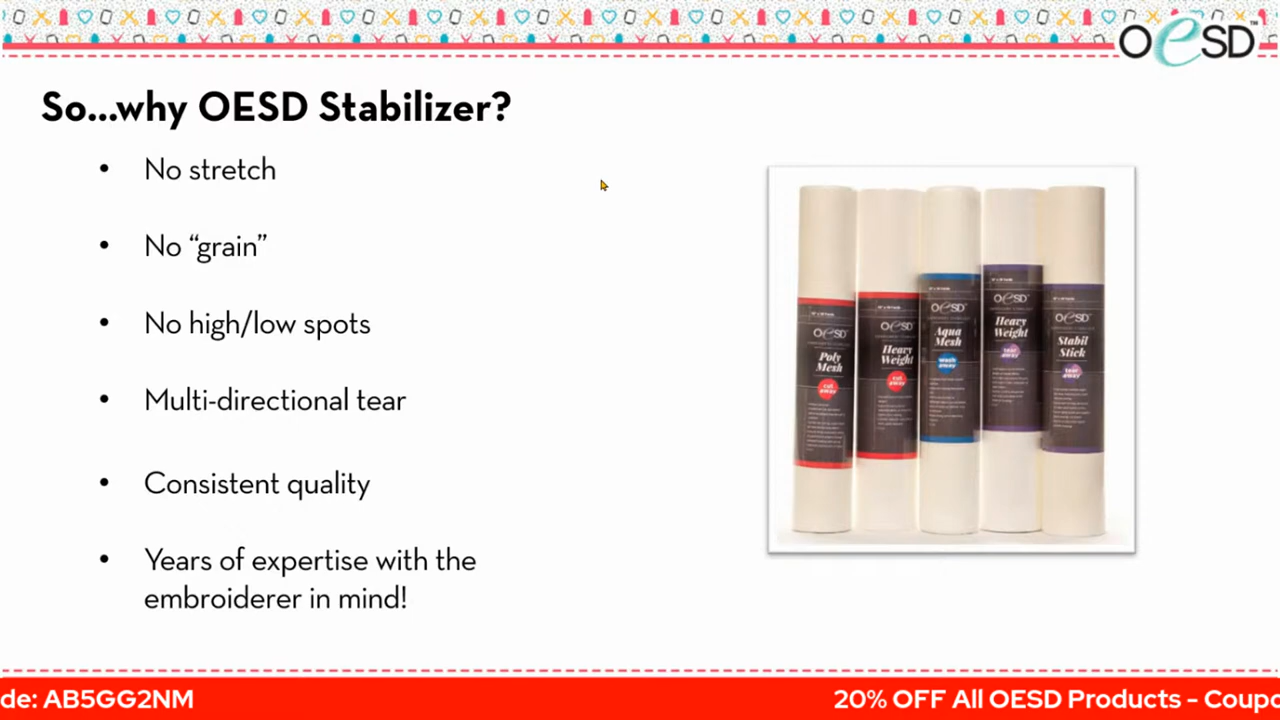 OESD™
So...why OESD Stabilizer?
• No stretch
• No “grain”
• No high/low spots
• Multi-directional tear
• Consistent quality
• Years of expertise with the
embroiderer in mind!
OESD
Poly
Mesh
cut
away
OESD
Heavy
Weight
cut
away
OESD
Aqua
Mesh
wash
away
OESD
Heavy
Weight
tear
away
OESD
Stabil
Stick
tear
away
de: AB5GG2NM
20% OFF All OESD Products - Coupo